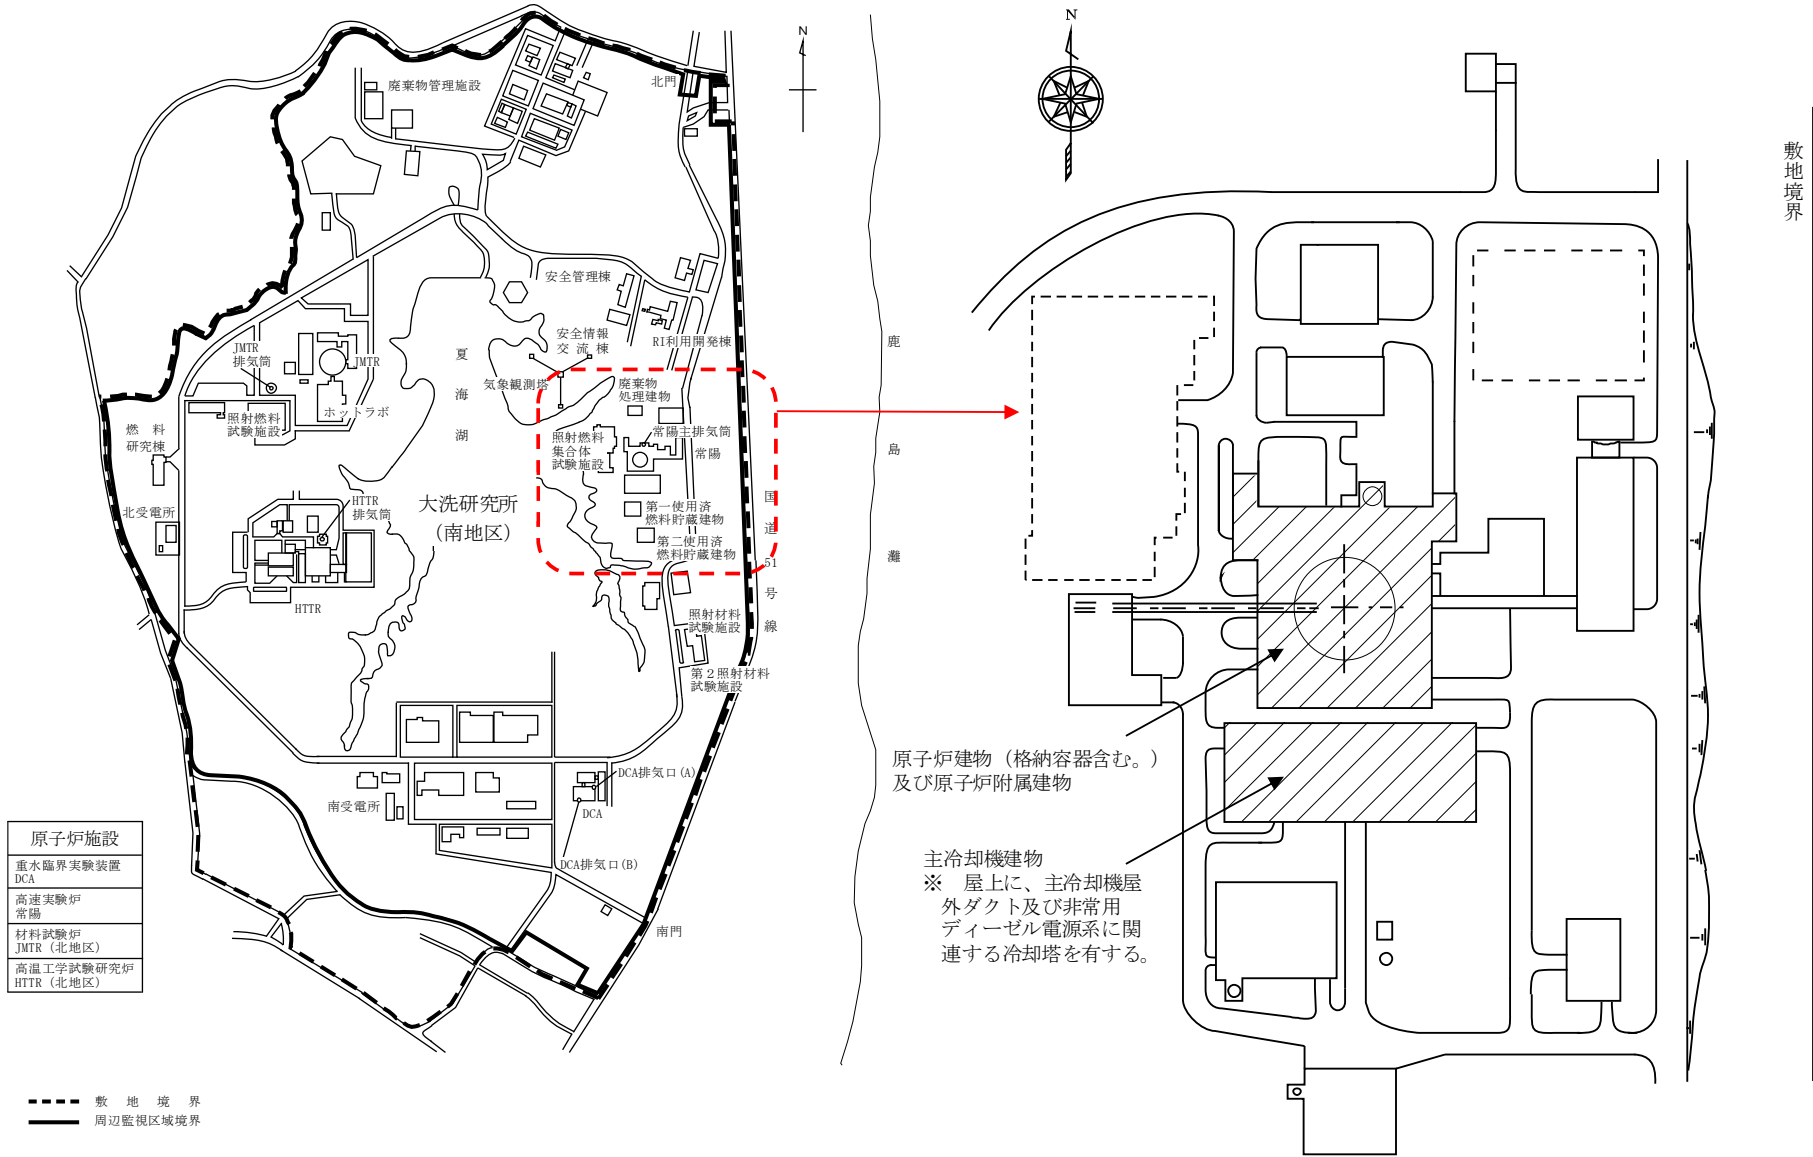 N
北門
廃棄物管理施設
安全管理棟
安全情報
交 流 棟
RI利用開発棟
気象観測塔
夏
海
湖
JMTR
排気筒
JMTR
ホットラボ
照射燃料
試験施設
燃 料
研究棟
北受電所
HTTR
排気筒
HTTR
大洗研究所
（南地区）
廃棄物
処理建物
常陽主排気筒
常陽
照射燃料
集合体
試験施設
第一使用済
燃料貯蔵建物
第二使用済
燃料貯蔵建物
国
道
51
号
線
照射材料
試験施設
第２照射材料
試験施設
鹿
島
灘
南受電所
DCA排気口(A)
DCA
DCA排気口(B)
南門
原子炉施設
重水臨界実験装置
DCA
高速実験炉
常陽
材料試験炉
JMTR（北地区）
高温工学試験研究炉
HTTR（北地区）
敷 地 境 界
周辺監視区域境界
N
敷地境界
原子炉建物（格納容器含む。）
及び原子炉附属建物
主冷却機建物
※ 屋上に、主冷却機屋
外ダクト及び非常用
ディーゼル電源系に関
連する冷却塔を有する。